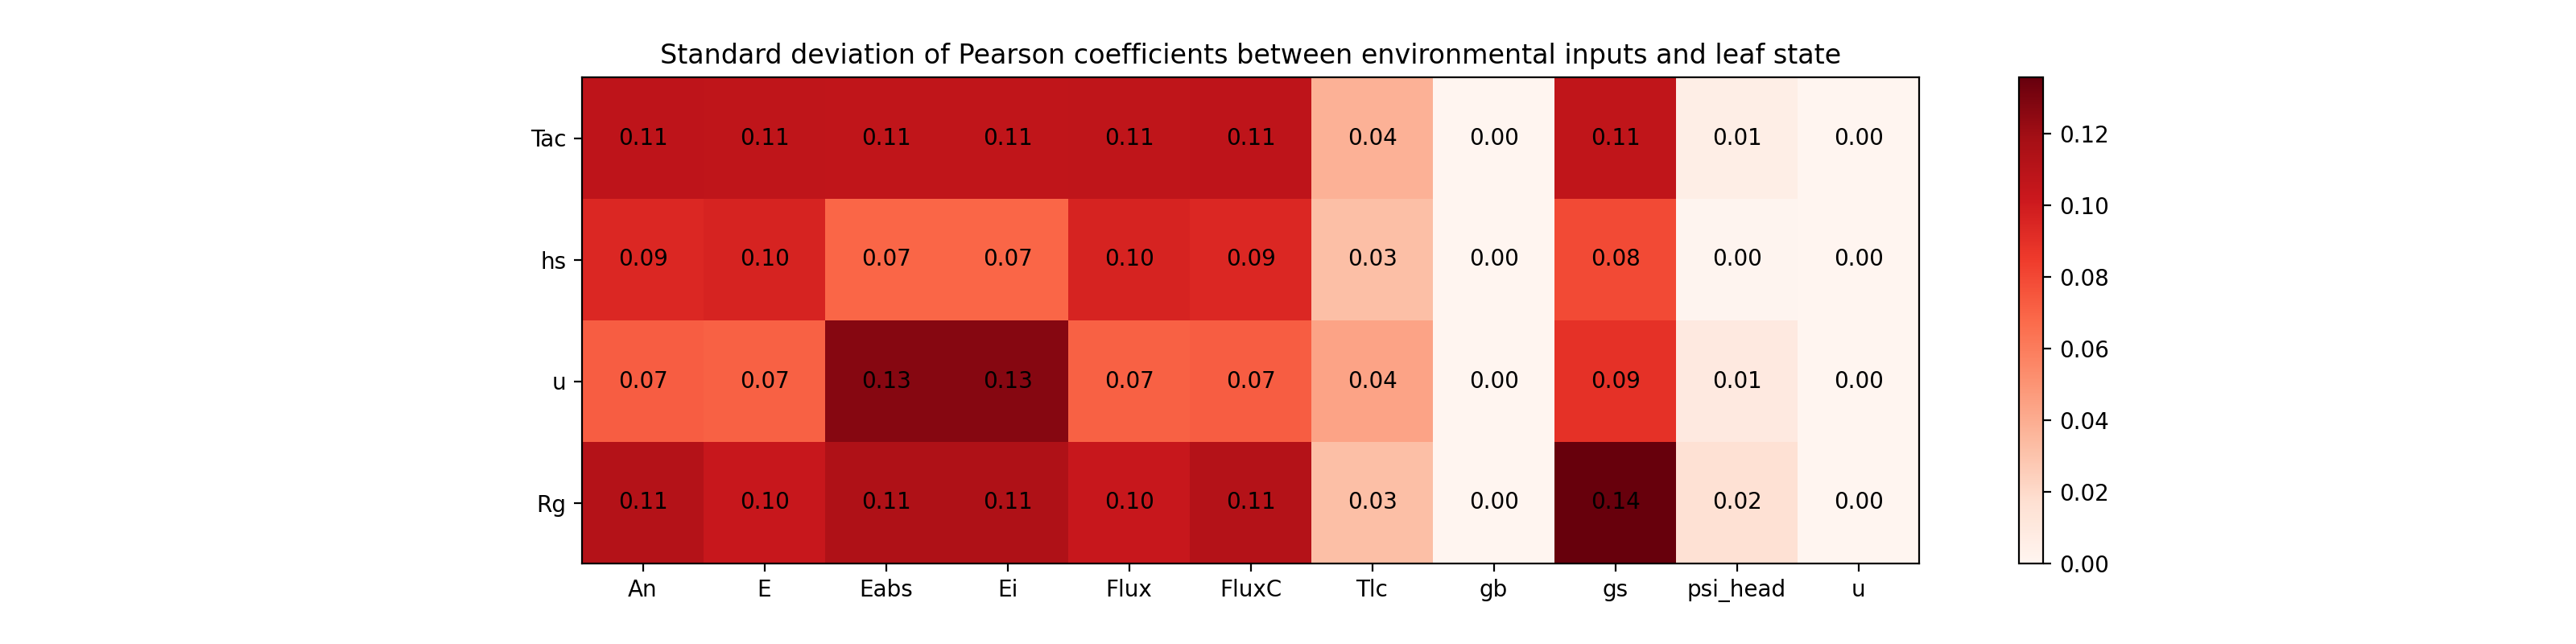 Standard deviation of Pearson coefficients between environmental inputs and leaf state
Tac 0.11 0.11 0.11 0.11 0.11 0.11 0.04 0.00 0.11 0.01 0.00
hs 0.09 0.10 0.07 0.07 0.10 0.09 0.03 0.00 0.08 0.00 0.00
u 0.07 0.07 0.13 0.13 0.07 0.07 0.04 0.00 0.09 0.01 0.00
Rg 0.11 0.10 0.11 0.11 0.10 0.11 0.03 0.00 0.14 0.02 0.00
An E Eabs Ei Flux FluxC Tlc gb gs psi_head u
0.12
0.10
0.08
0.06
0.04
0.02
0.00